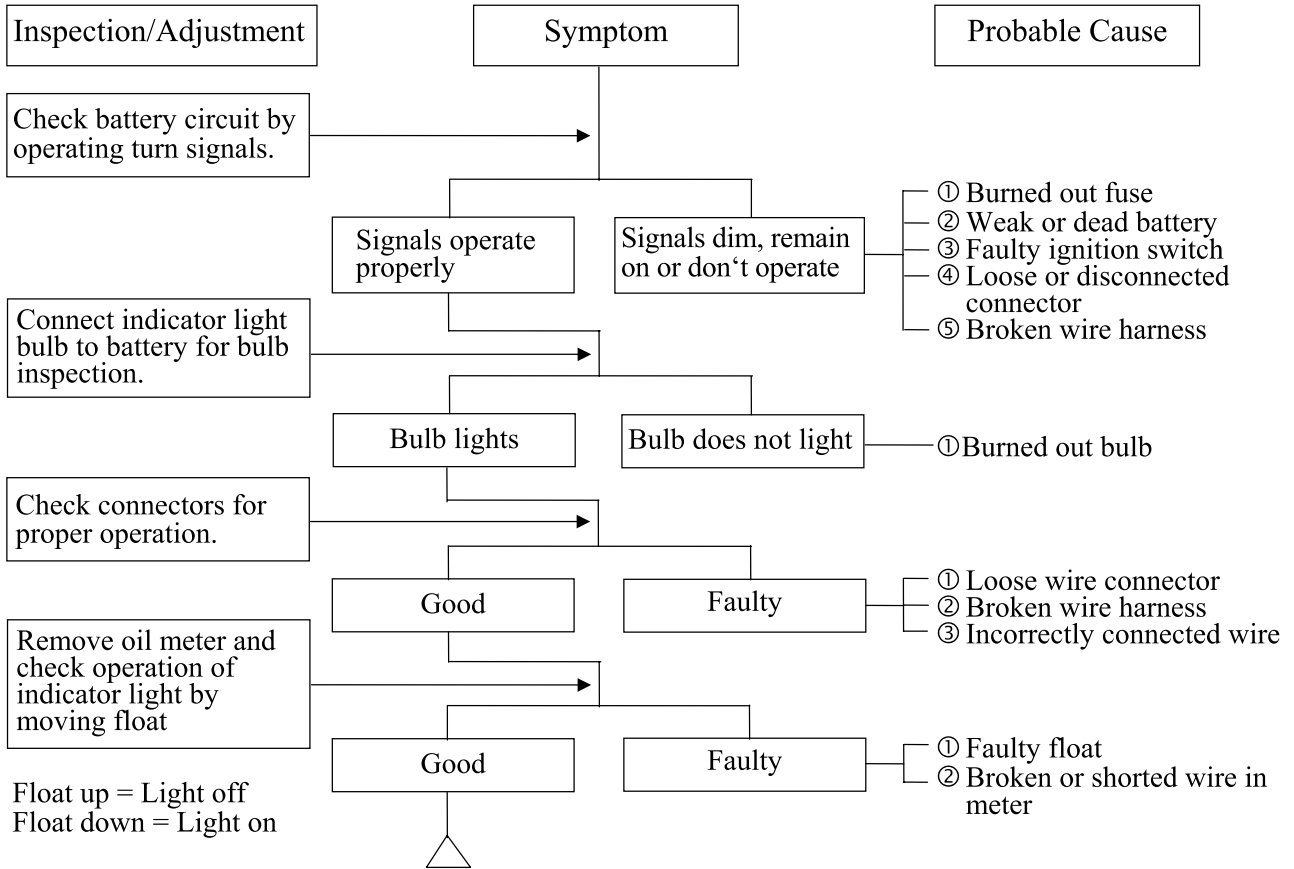 Inspection/Adjustment
Symptom
Probable Cause
Check battery circuit by
operating turn signals.
Signals operate
properly
Signals dim, remain
on or don‘t operate
① Burned out fuse
② Weak or dead battery
③ Faulty ignition switch
④ Loose or disconnected
connector
⑤ Broken wire harness
Connect indicator light
bulb to battery for bulb
inspection.
Bulb lights
Bulb does not light
①Burned out bulb
Check connectors for
proper operation.
Good
Faulty
① Loose wire connector
② Broken wire harness
③ Incorrectly connected wire
Remove oil meter and
check operation of
indicator light by
moving float
Good
Faulty
① Faulty float
② Broken or shorted wire in
meter
Float up = Light off
Float down = Light on